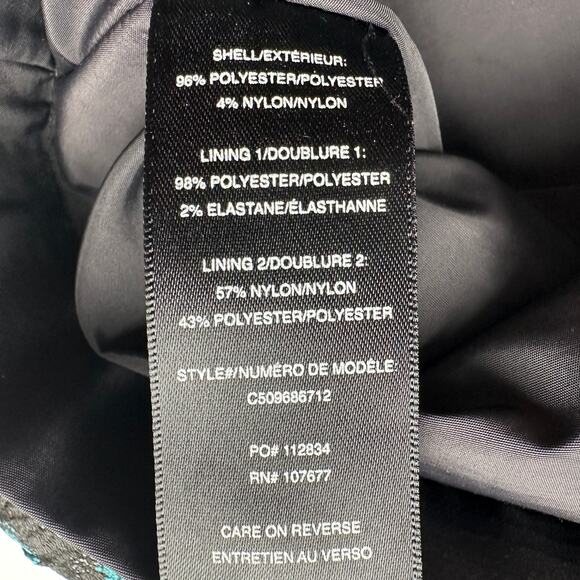 SHELL/EXTÉRIEUR:
96% POLYESTER/POLYESTER
4% NYLON/NYLON
LINING 1/DOUBLURE 1:
98% POLYESTER/POLYESTER
2% ELASTANE/ÉLASTHANNE
LINING 2/DOUBLURE 2:
57% NYLON/NYLON
43% POLYESTER/POLYESTER
STYLE#/NUMÉRO DE MODÈLE:
C509686712
PO# 112834
RN# 107677
CARE ON REVERSE
ENTRETIEN AU VERSO